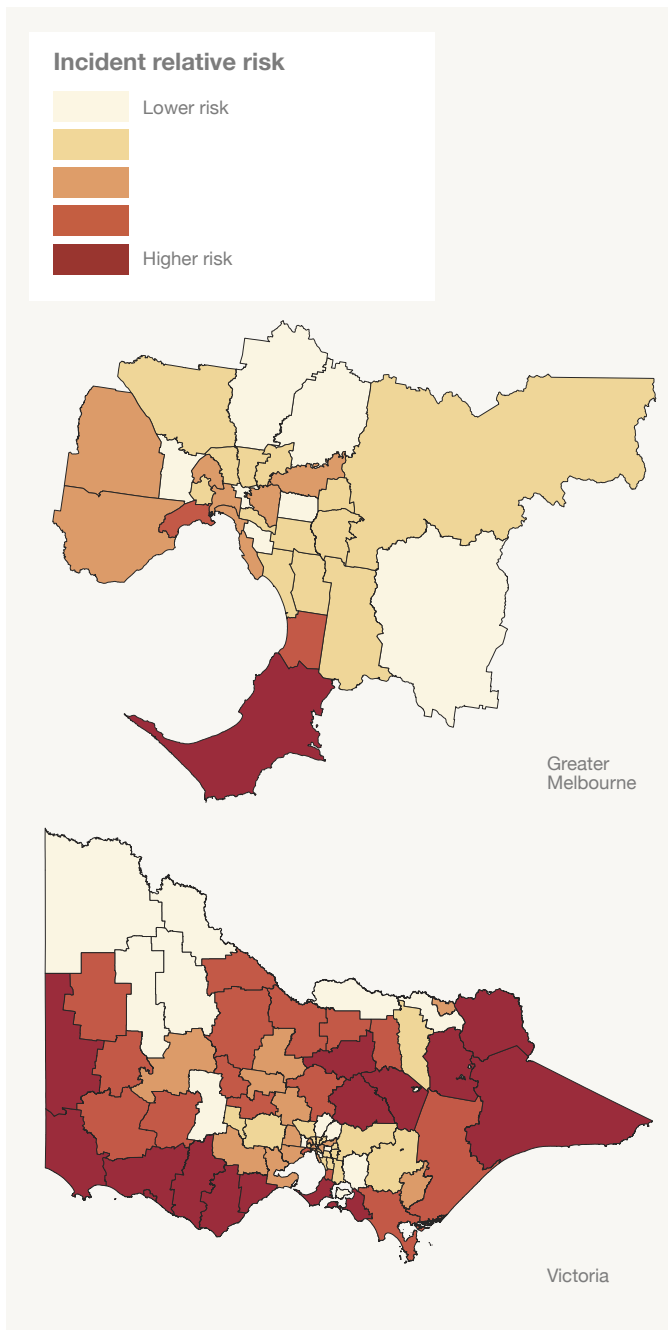 Incident relative risk
Lower risk
Higher risk
Greater
Melbourne
Victoria